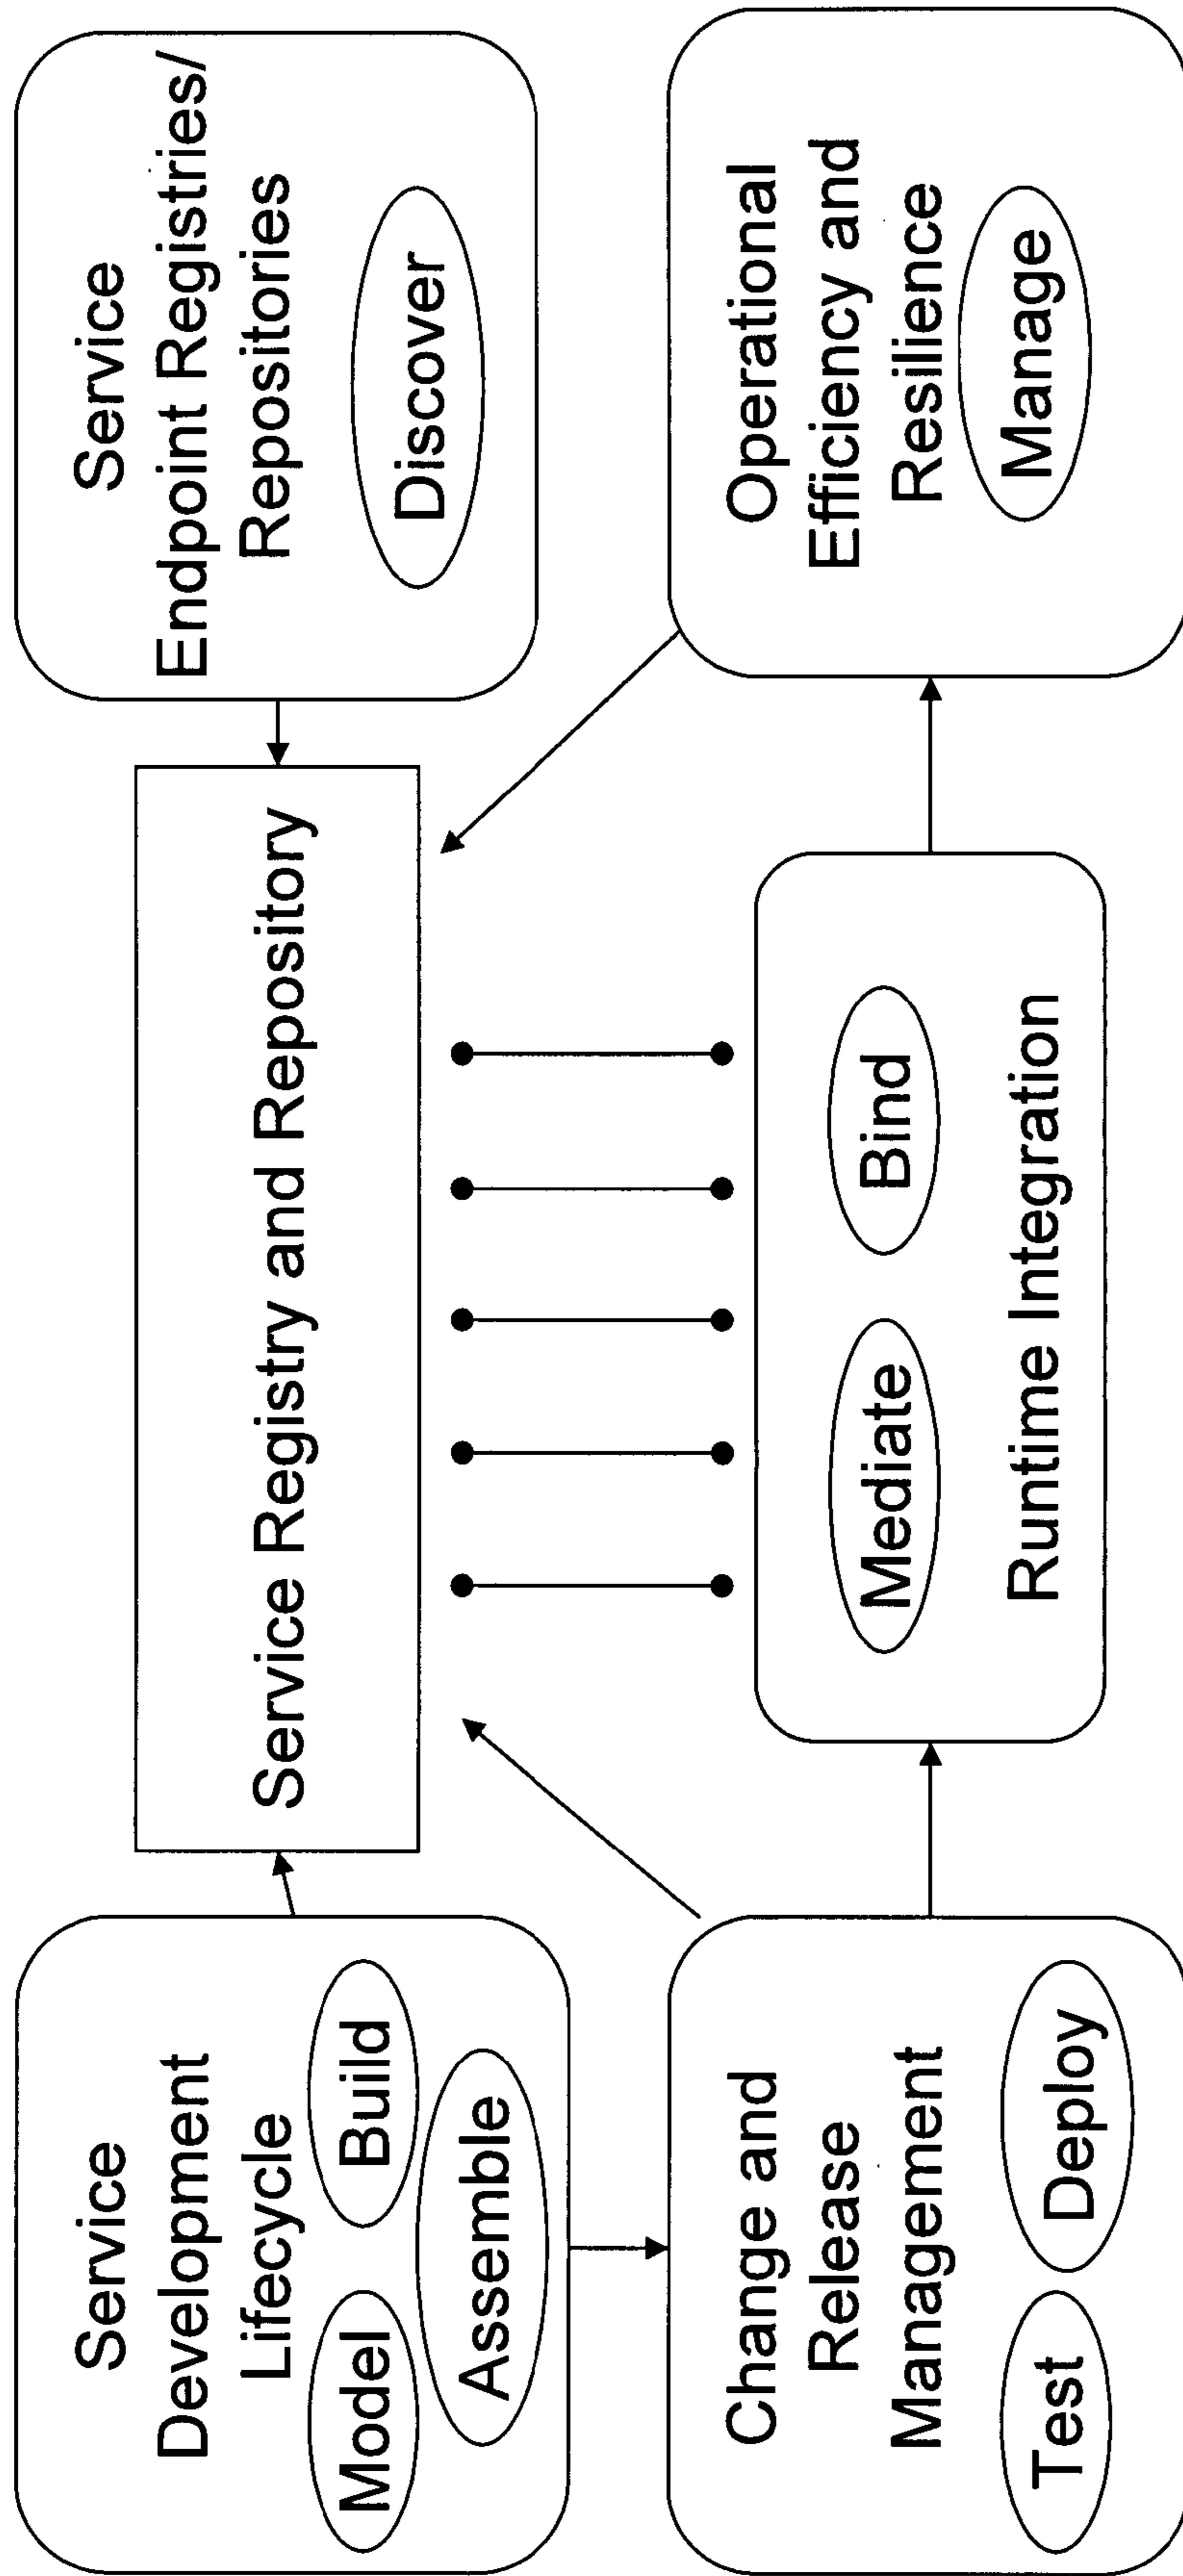 Service
Development
Lifecycle
Model
Build
Assemble
Service Registry and Repository
Service
Endpoint Registries/
Repositories
Discover
Change and
Release
Management
Test
Deploy
Mediate
Bind
Runtime Integration
Operational
Efficiency and
Resilience
Manage